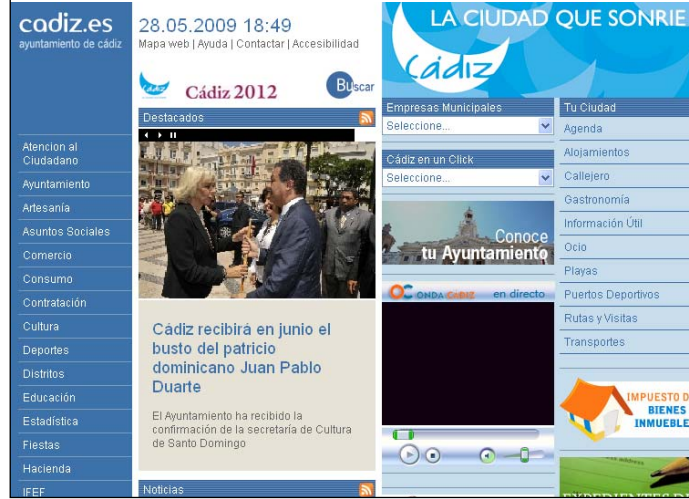 cadiz.es
ayuntamiento de cádiz
Atencion al
Ciudadano
Ayuntamiento
Artesanía
Asuntos Sociales
Comercio
Consumo
Contratación
Cultura
Deportes
Distritos
Educación
Estadística
Fiestas
Hacienda
IFEF
28.05.2009 18:49
Mapa web | Ayuda | Contactar | Accesibilidad
Cádiz
Cádiz 2012
Buscar
Destacados
Cádiz recibirá en junio el
busto del patricio
dominicano Juan Pablo
Duarte
El Ayuntamiento ha recibido la
confirmación de la secretaría de Cultura
de Santo Domingo
Noticias
LA CIUDAD QUE SONRIE
Cádiz
Empresas Municipales
Seleccione...
Cádiz en un Click
Seleccione...
Conoce
tu Ayuntamiento
OC ONDA CADIZ en directo
Tu Ciudad
Agenda
Alojamientos
Callejero
Gastronomía
Información Útil
Ocio
Playas
Puertos Deportivos
Rutas y Visitas
Transportes
IMPUESTO D
BIENES
INMUEBLE
EXPEDIENTES DE